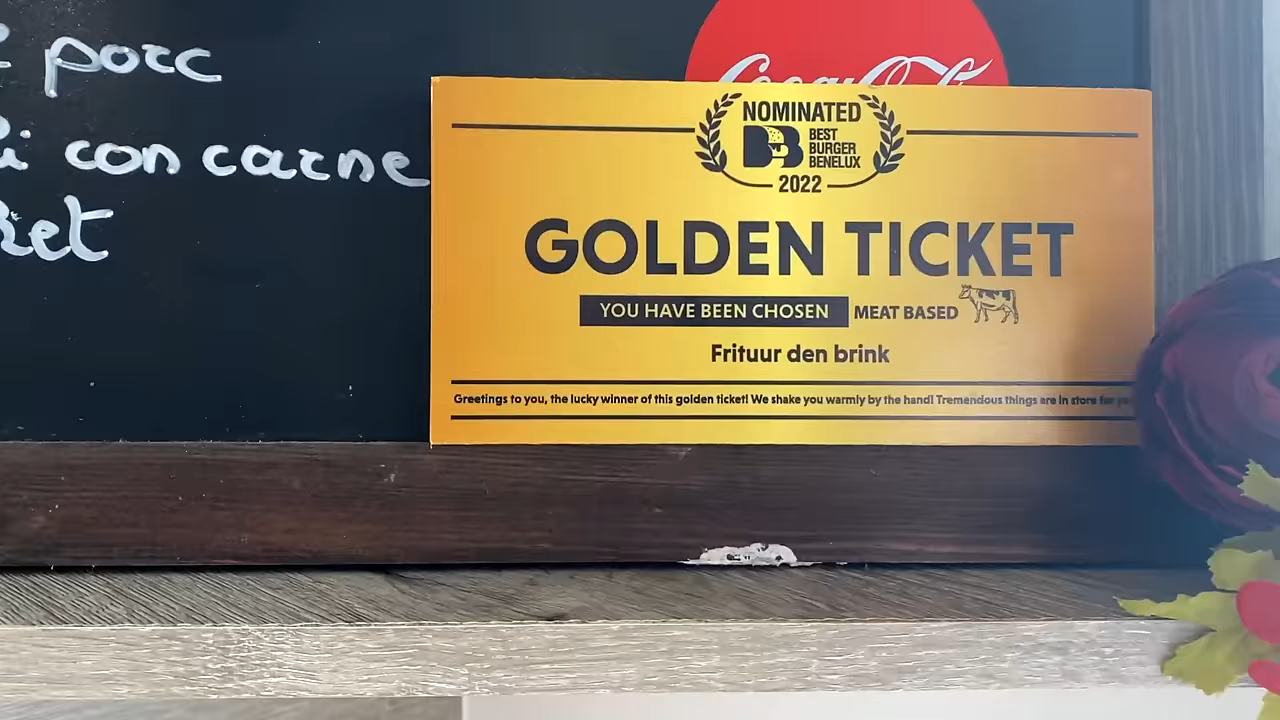 porc
con carne
Coca-Cola
NOMINATED
BEST
BURGER
BENELUX
2022
GOLDEN TICKET
YOU HAVE BEEN CHOSEN MEAT BASED
Frituur den brink
Greetings to you, the lucky winner of this golden ticket! We shake you warmly by the hand! Tremendous things are in store for